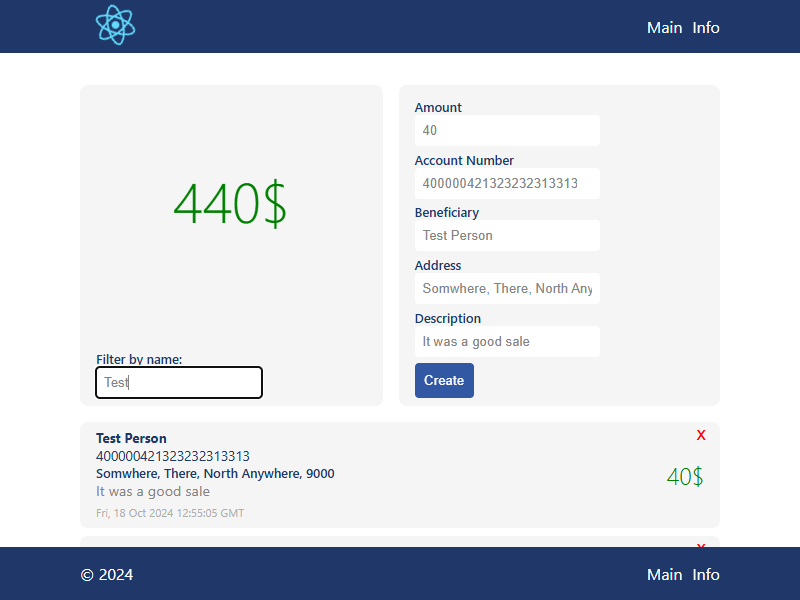 Main Info
440$
Filter by name:
Test
Amount
40
Account Number
400000421323232313313
Beneficiary
Test Person
Address
Somwhere, There, North Any
Description
It was a good sale
Create
Test Person
X
400000421323232313313
Somwhere, There, North Anywhere, 9000
40$
It was a good sale
Fri, 18 Oct 2024 12:55:05 GMT
© 2024
Main Info